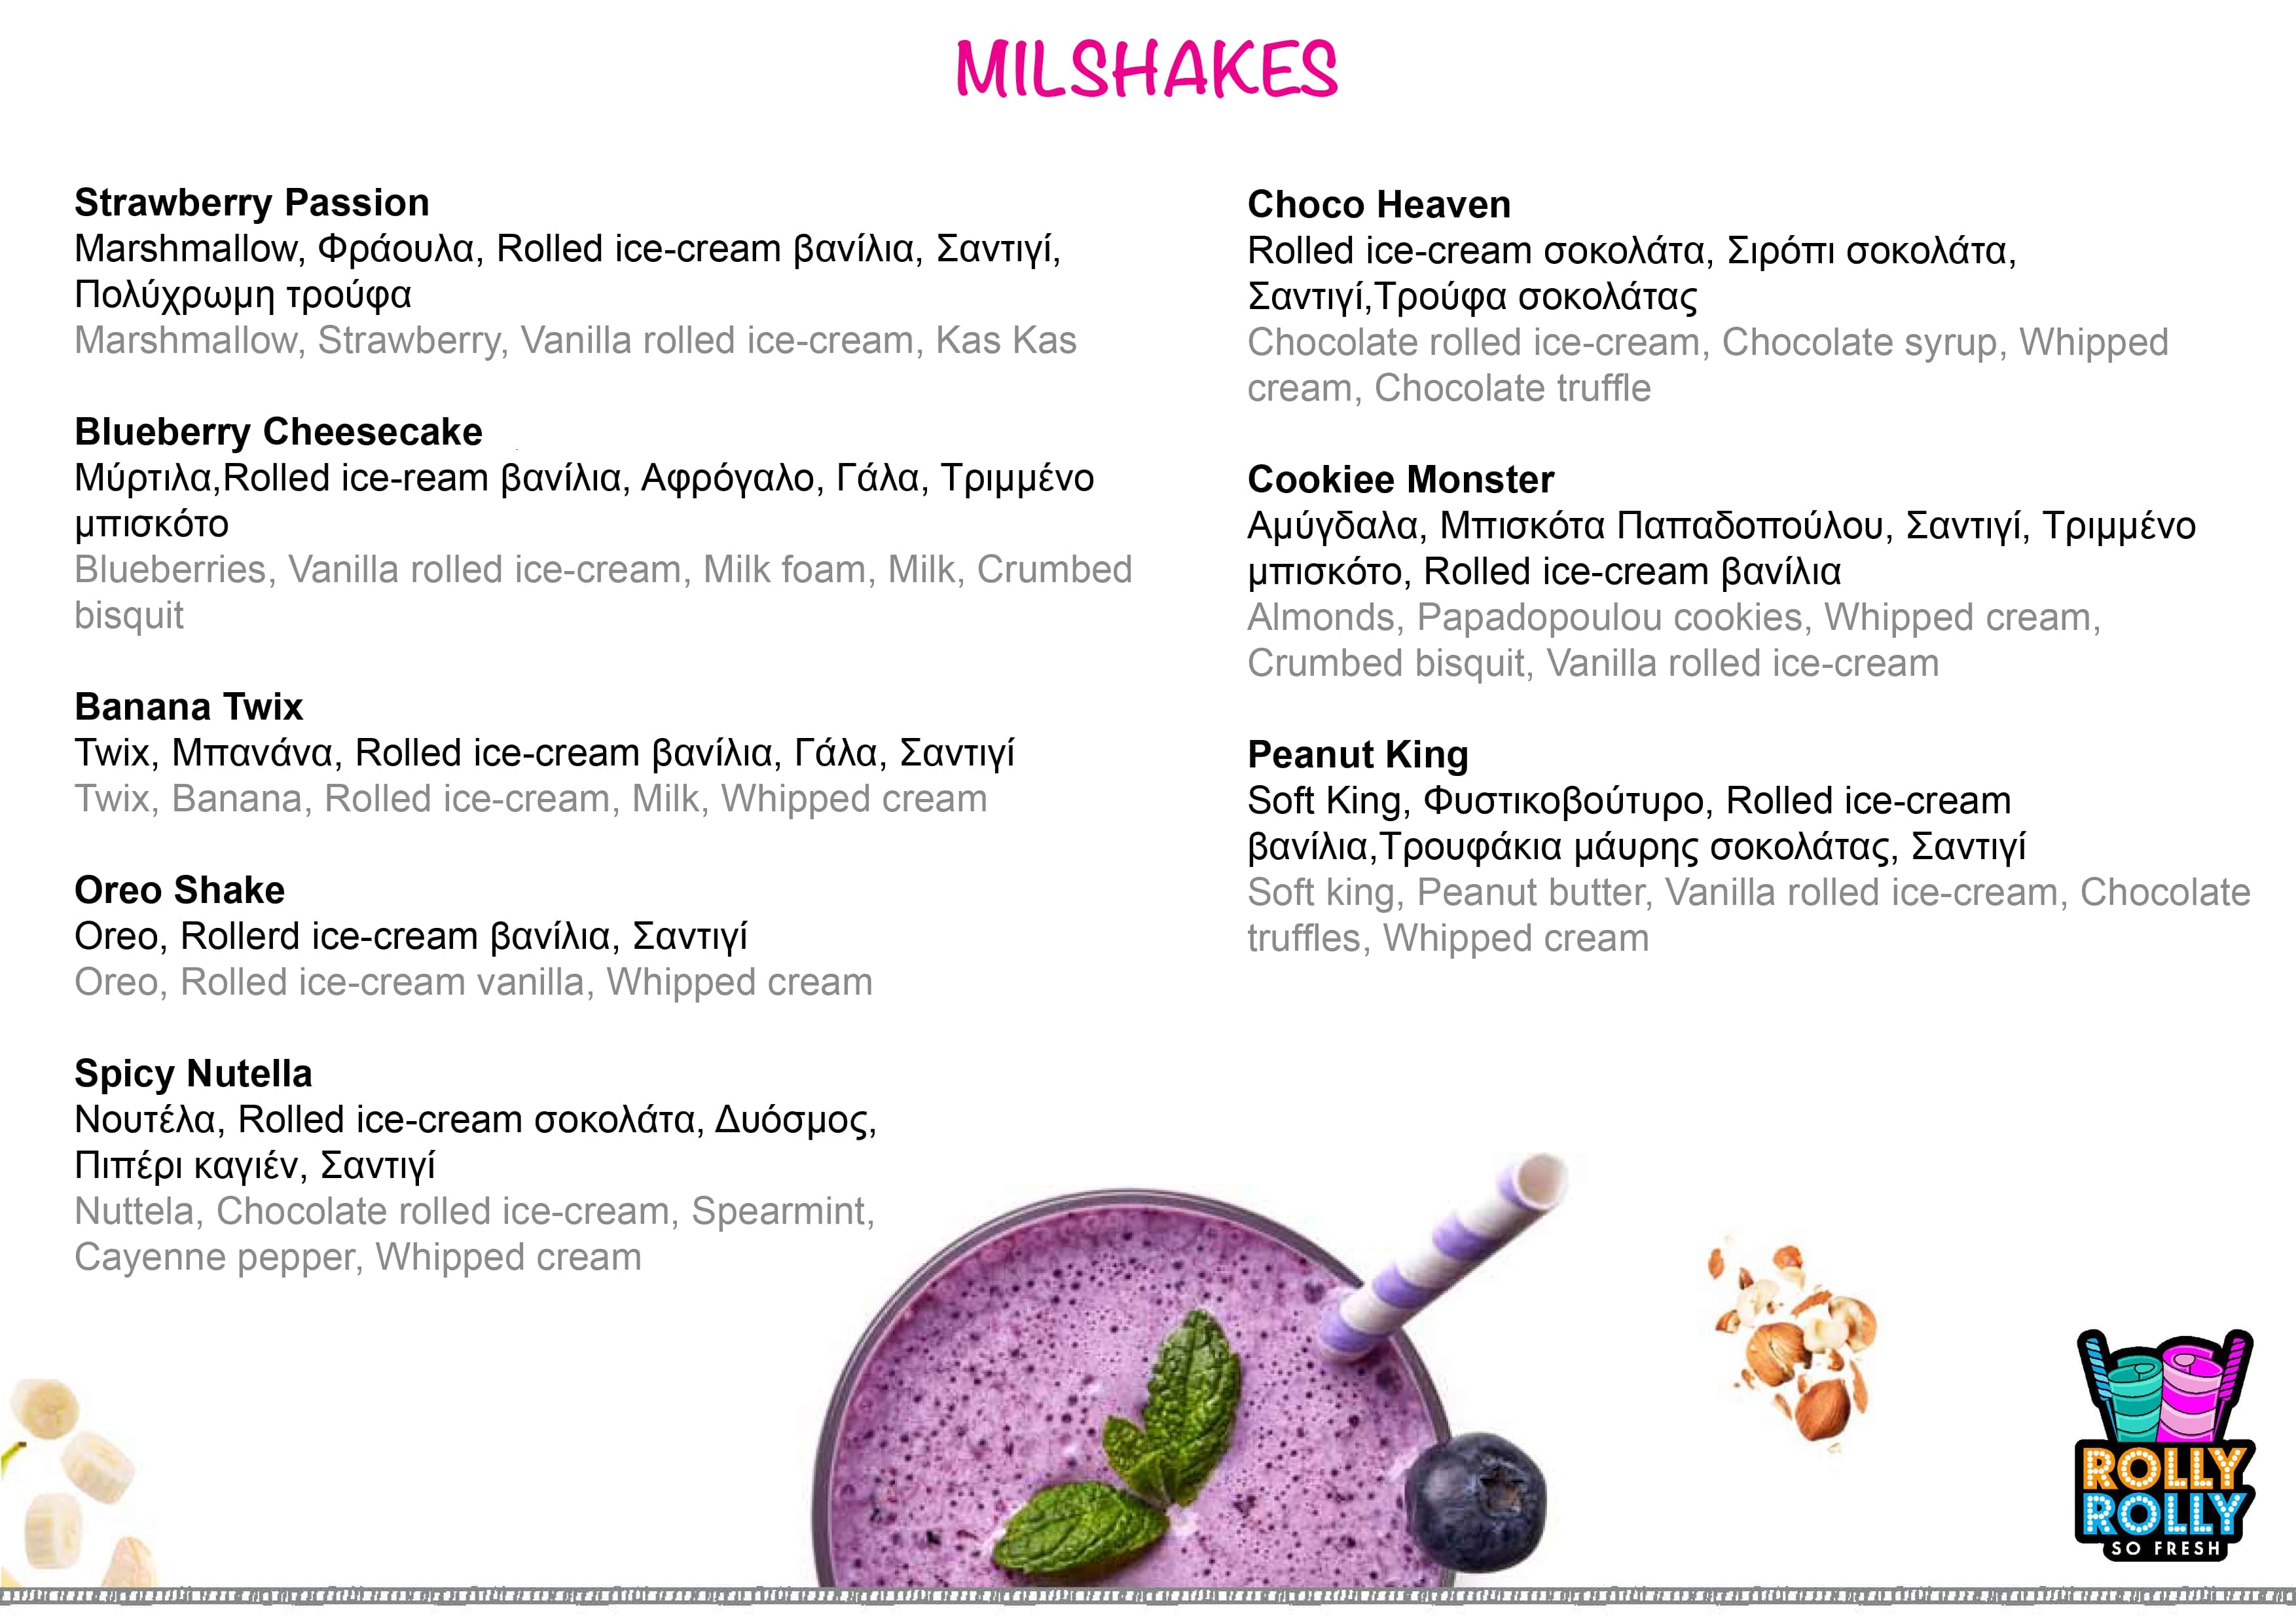 MILSHAKES
Strawberry Passion
Marshmallow, Φράουλα, Rolled ice-cream βανίλια, Σαντιγί,
Πολύχρωμη τρούφα
Marshmallow, Strawberry, Vanilla rolled ice-cream, Kas Kas
Blueberry Cheesecake
Μύρτιλα,Rolled ice-ream βανίλια, Αφρόγαλο, Γάλα, Τριμμένο
μπισκότο
Blueberries, Vanilla rolled ice-cream, Milk foam, Milk, Crumbed
bisquit
Banana Twix
Twix, Μπανάνα, Rolled ice-cream βανίλια, Γάλα, Σαντιγί
Twix, Banana, Rolled ice-cream, Milk, Whipped cream
Oreo Shake
Oreo, Rollerd ice-cream βανίλια, Σαντιγί
Oreo, Rolled ice-cream vanilla, Whipped cream
Spicy Nutella
Νουτέλα, Rolled ice-cream σοκολάτα, Δυόσμος,
Πιπέρι καγιέν, Σαντιγί
Nuttela, Chocolate rolled ice-cream, Spearmint,
Cayenne pepper, Whipped cream
Choco Heaven
Rolled ice-cream σοκολάτα, Σιρόπι σοκολάτα,
Σαντιγί,Τρούφα σοκολάτας
Chocolate rolled ice-cream, Chocolate syrup, Whipped
cream, Chocolate truffle
Cookiee Monster
Αμύγδαλα, Μπισκότα Παπαδοπούλου, Σαντιγί, Τριμμένο
μπισκότο, Rolled ice-cream βανίλια
Almonds, Papadopoulou cookies, Whipped cream,
Crumbed bisquit, Vanilla rolled ice-cream
Peanut King
Soft King, Φυστικοβούτυρο, Rolled ice-cream
βανίλια,Τρουφάκια μάυρης σοκολάτας, Σαντιγί
Soft king, Peanut butter, Vanilla rolled ice-cream, Chocolate
truffles, Whipped cream
ROLLY
ROLLY
SO FRESH